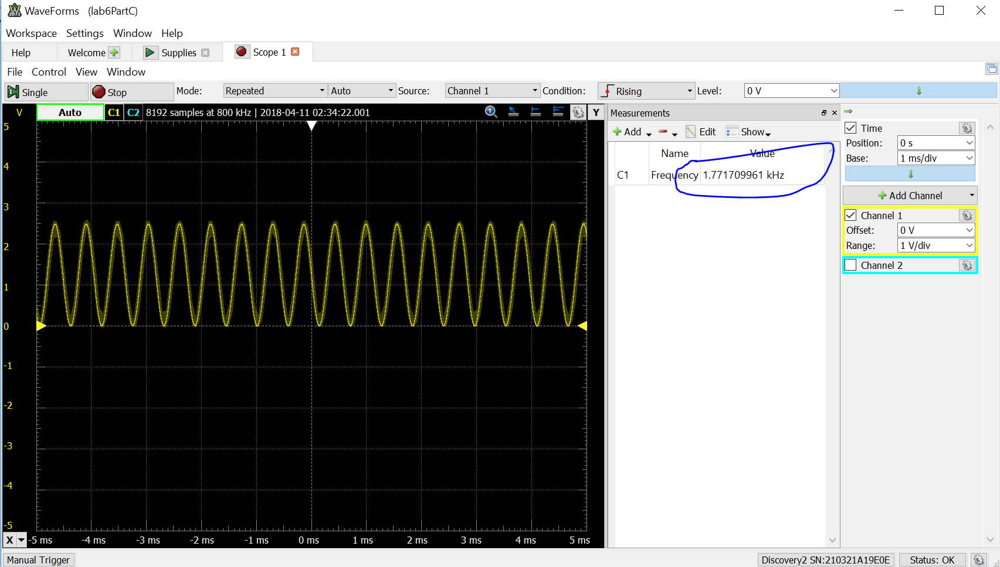 WaveForms (lab6PartC)
Workspace Settings Window Help
Help Welcome Supplies Scope 1
File Control View Window
Single Stop Mode: Repeated Auto Source: Channel 1 Condition: Rising Level: 0 V
V Auto C1 C2 8192 samples at 800 kHz | 2018-04-11 02:34:22.001 Y
5
4
3
2
1
0
-1
-2
-3
-4
-5
X -5 ms -4 ms -3 ms -2 ms -1 ms 0 ms 1 ms 2 ms 3 ms 4 ms 5 ms
Measurements
Add Edit Show
Name Value
C1 Frequency 1.771709961 kHz
Time
Position: 0 s
Base: 1 ms/div
Add Channel
Channel 1
Offset: 0 V
Range: 1 V/div
Channel 2
Manual Trigger Discovery2 SN:210321A19E0E Status: OK